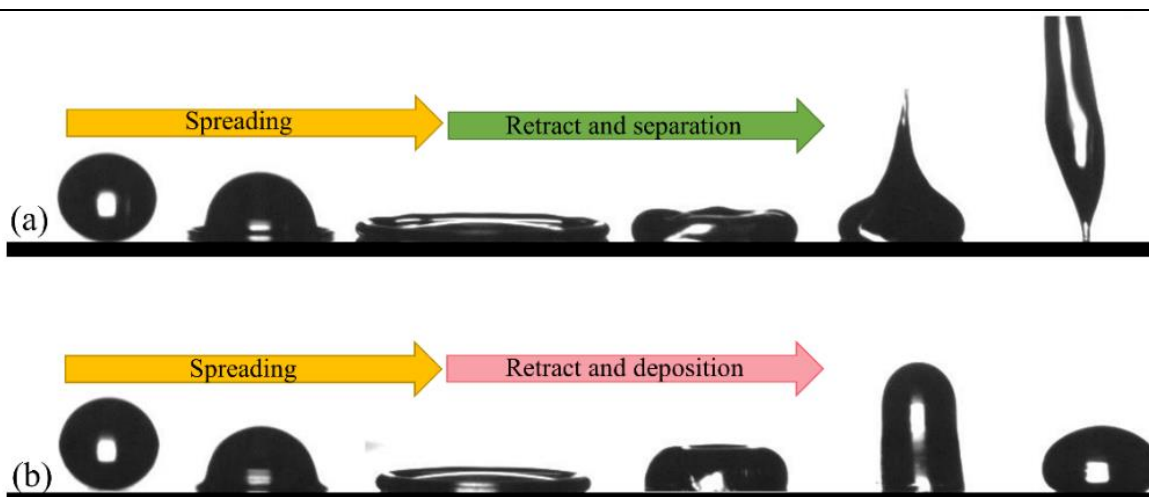 Spreading
Retract and separation
(a)
Spreading
Retract and deposition
(b)